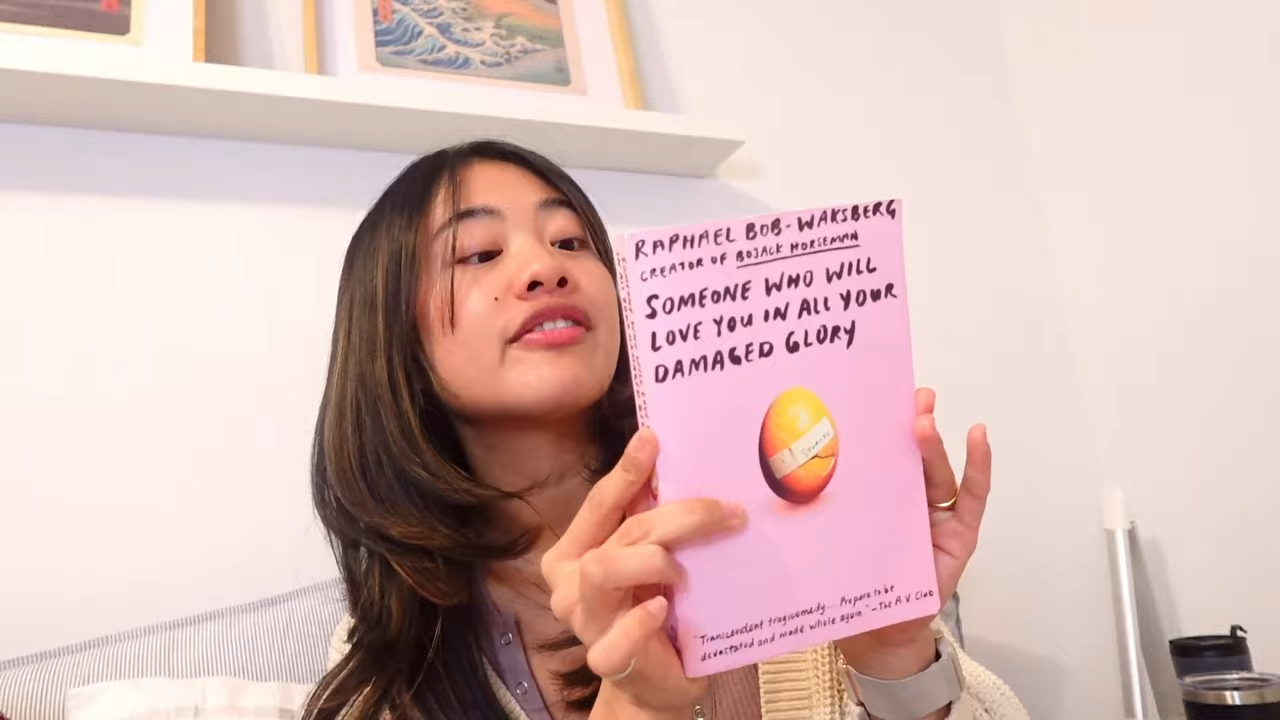 RAPHAEL BOB-WAKSBERG
CREATOR OF BOJACK HORSEMAN
SOMEONE WHO WILL
LOVE YOU IN ALL YOUR
DAMAGED GLORY
STORIES
"Transcendent tragicomedy.... Prepare to be
devastated and made whole again." —The A.V. Club